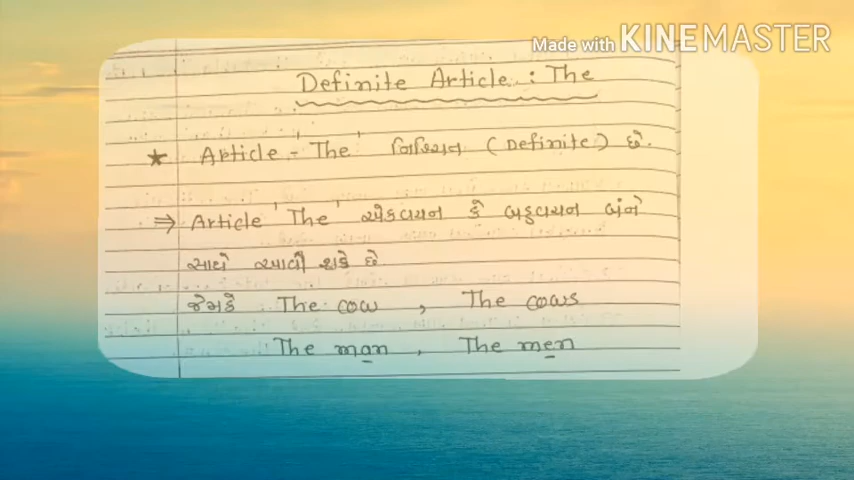 Made with KINEMASTER
Definite Article : The
★ Article - 'The' નિશ્ચિત (Definite) છે.
⇒ Article 'The' એકવચન કે બહુવચન બંને
સાથે આવી શકે છે
જેમકે The cow , The cows
The man , The men